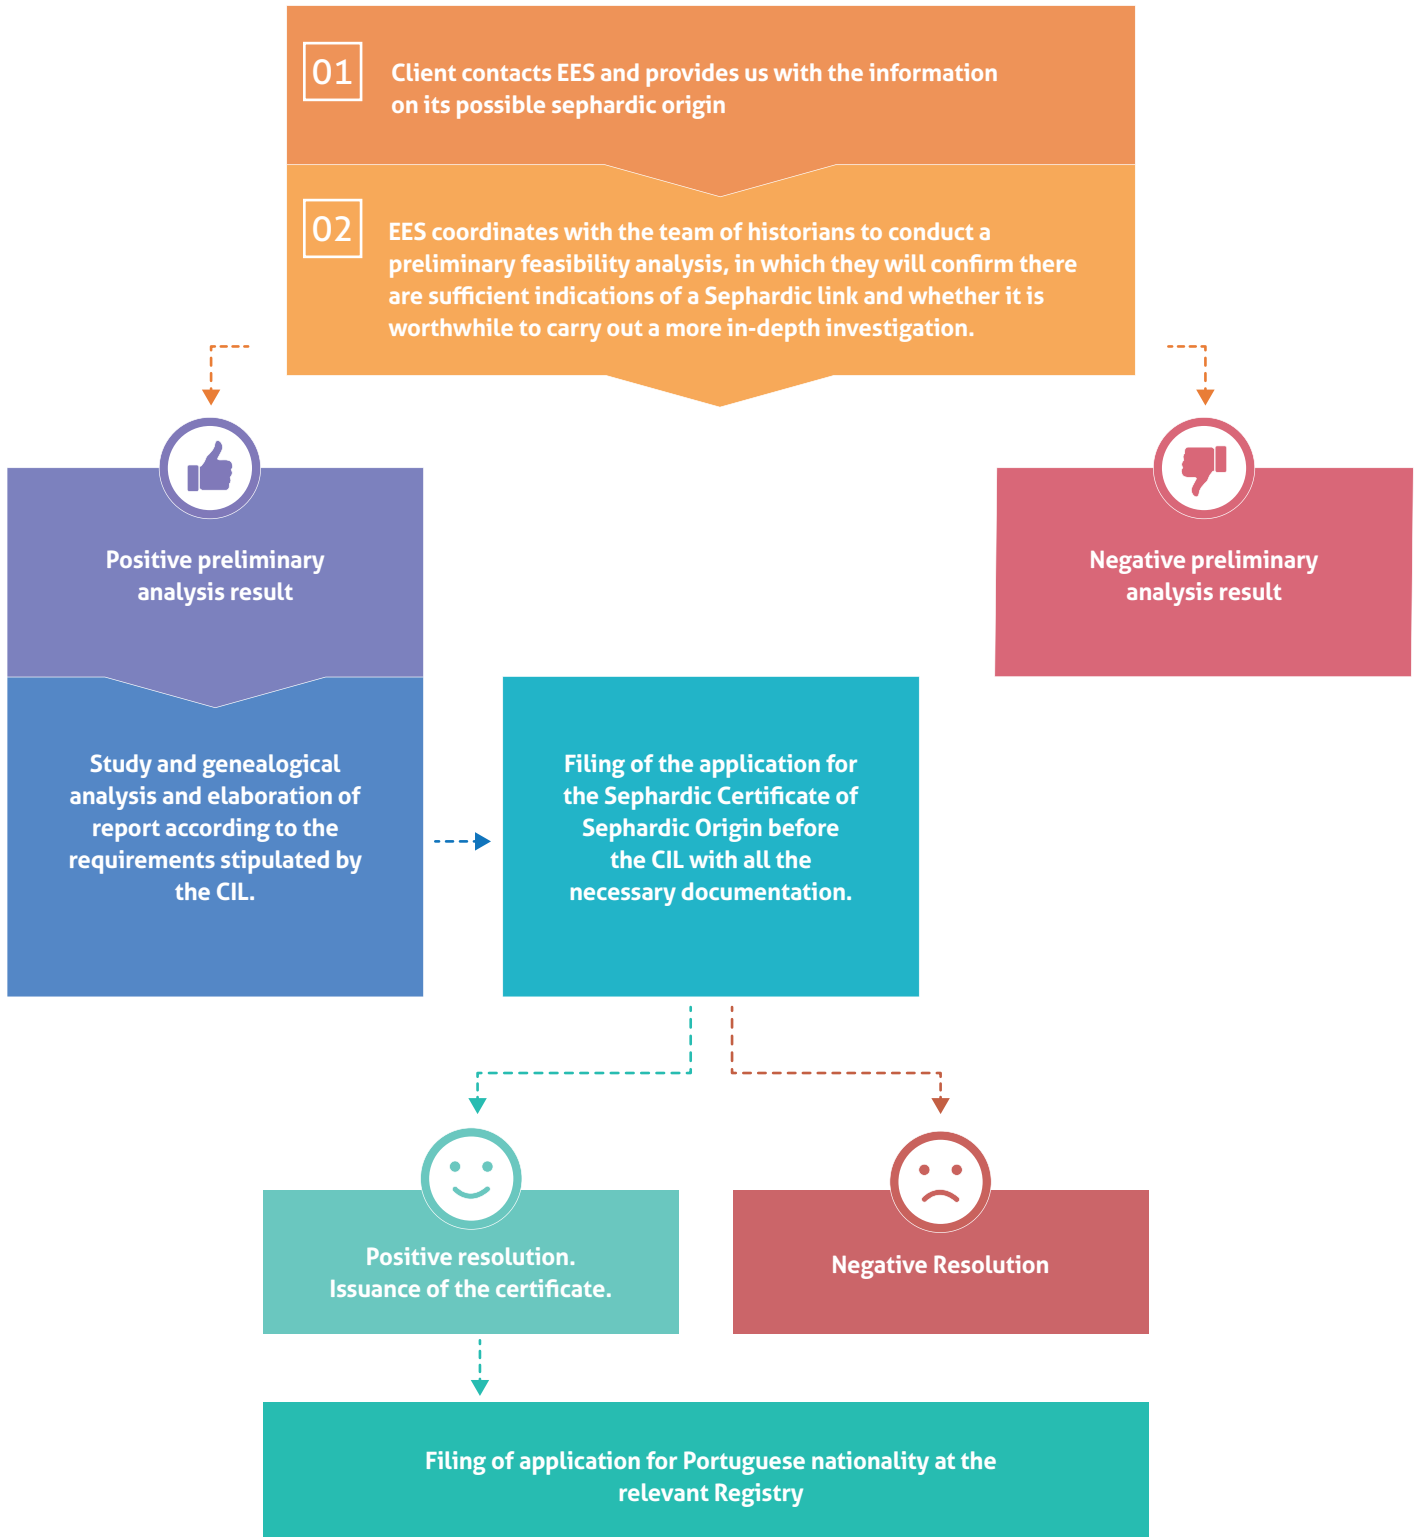 01
Client contacts EES and provides us with the information
on its possible sephardic origin
02
EES coordinates with the team of historians to conduct a
preliminary feasibility analysis, in which they will confirm there
are sufficient indications of a Sephardic link and whether it is
worthwhile to carry out a more in-depth investigation.
Positive preliminary
analysis result
Negative preliminary
analysis result
Study and genealogical
analysis and elaboration of
report according to the
requirements stipulated by
the CIL.
Filing of the application for
the Sephardic Certificate of
Sephardic Origin before
the CIL with all the
necessary documentation.
Positive resolution.
Issuance of the certificate.
Negative Resolution
Filing of application for Portuguese nationality at the
relevant Registry